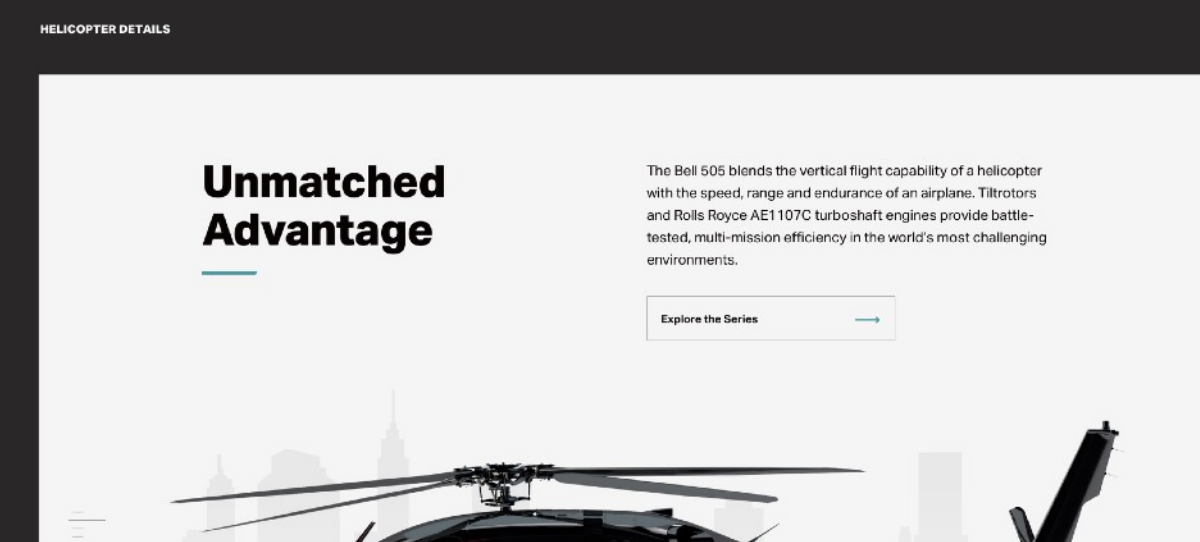 HELICOPTER DETAILS
Unmatched
Advantage
The Bell 505 blends the vertical flight capability of a helicopter
with the speed, range and endurance of an airplane. Tiltrotors
and Rolls Royce AE1107C turboshaft engines provide battle-
tested, multi-mission efficiency in the world's most challenging
environments.
Explore the Series